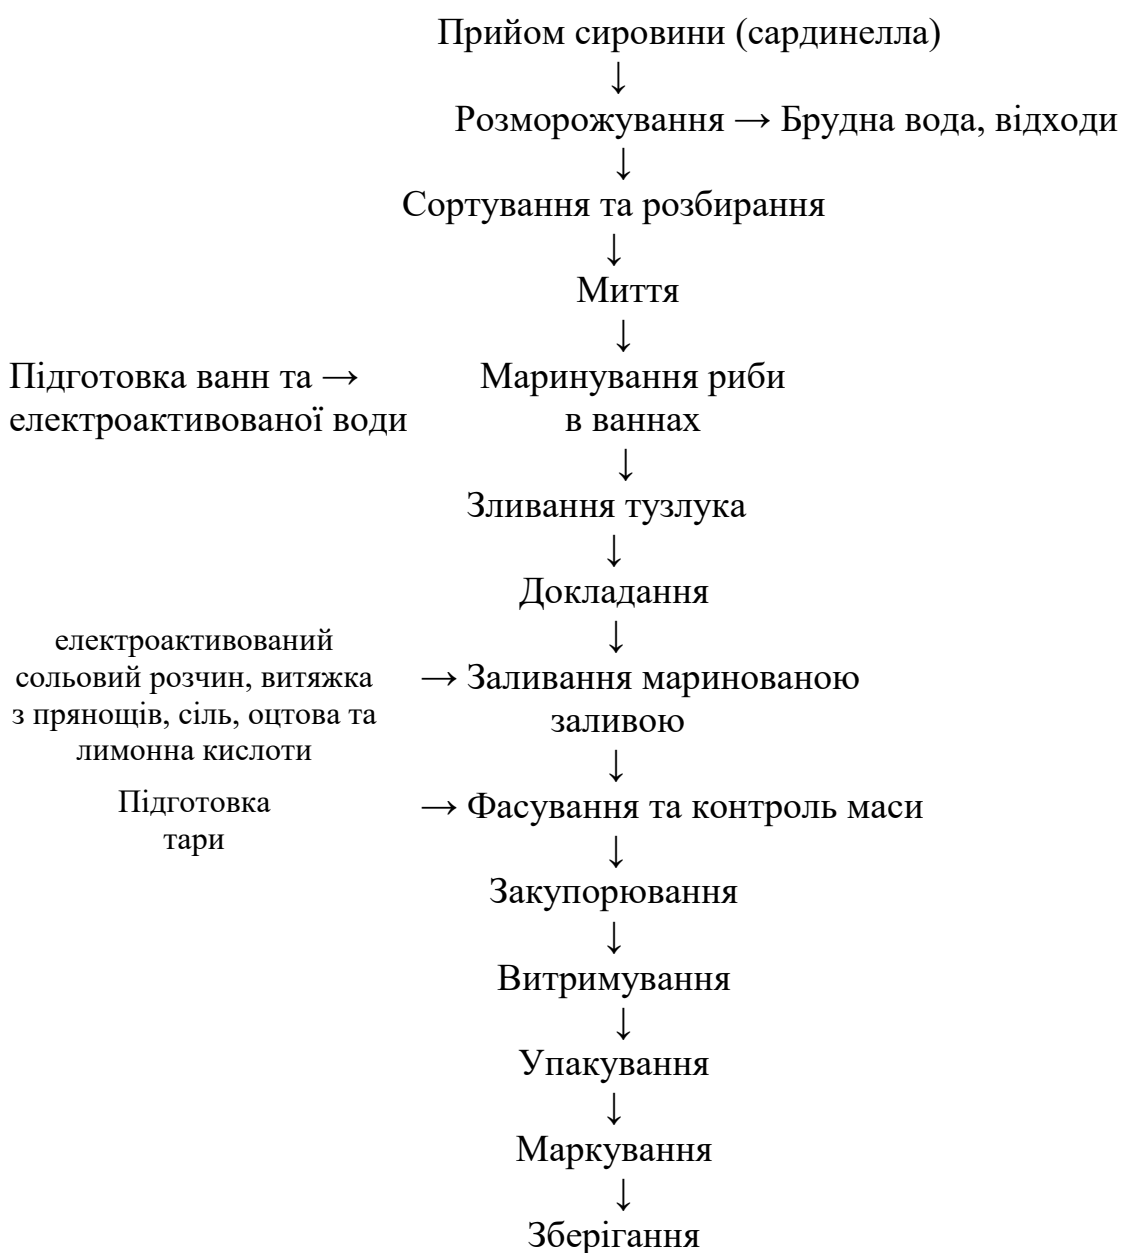 Прийом сировини (сардинелла)
↓
Розморожування → Брудна вода, відходи
↓
Сортування та розбирання
↓
Миття
↓
Підготовка ванн та → Маринування риби
електроактивованої води в ваннах
↓
Зливання тузлука
↓
Докладання
↓
електроактивований
сольовий розчин, витяжка
з прянощів, сіль, оцтова та
лимонна кислоти
→ Заливання маринованою
заливою
↓
Підготовка
тари
→ Фасування та контроль маси
↓
Закупорювання
↓
Витримування
↓
Упакування
↓
Маркування
↓
Зберігання